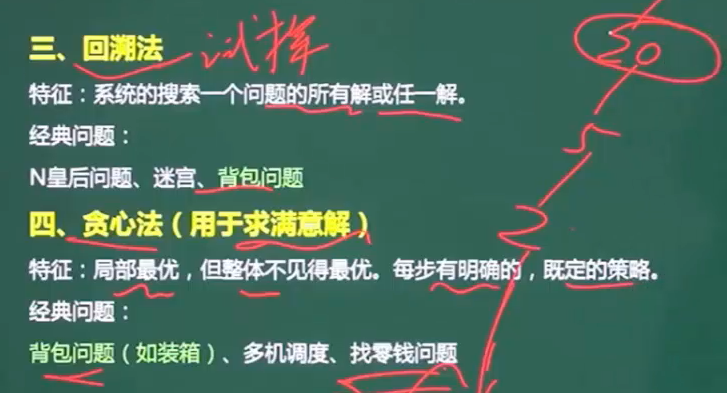 三、回溯法 试探
特征：系统的搜索一个问题的所有解或任一解。
经典问题：
N皇后问题、迷宫、背包问题
四、贪心法（用于求满意解）
特征：局部最优，但整体不见得最优。每步有明确的，既定的策略。
经典问题：
背包问题（如装箱）、多机调度、找零钱问题
20
5
2